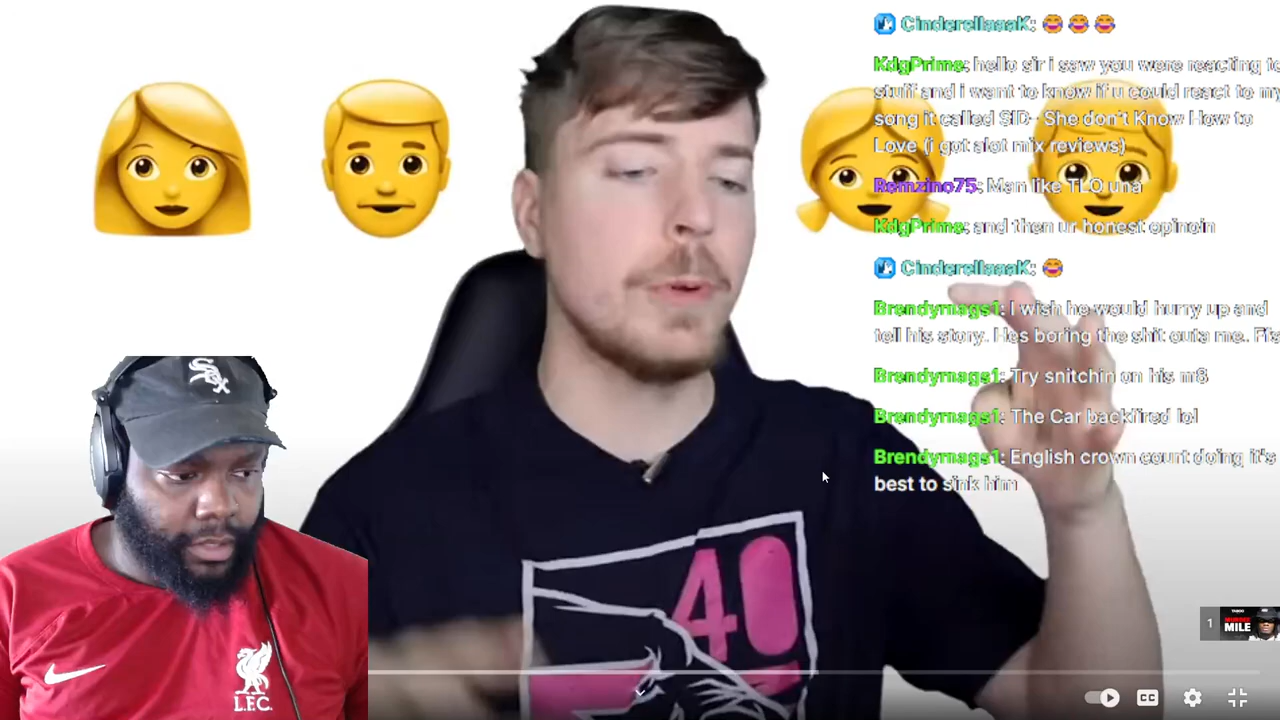 CinderellaaaK: 😂 😂 😂
KdgPrime: hello sir i saw you were reacting to
stuff and i want to know if u could react to my
song it called SID- She don't Know How to
Love (i got alot mix reviews)
Remzino75: Man like TLO una
KdgPrime: and then ur honest opinoin
CinderellaaaK: 😂
Brendymags1: I wish he would hurry up and
tell his story. Hes boring the shit outa me.
Brendymags1: Try snitchin on his m8
Brendymags1: The Car backfired lol
Brendymags1: English crown court doing it's
best to sink him
Sox
40
L.F.C.
1
MURDER
MILE
CC